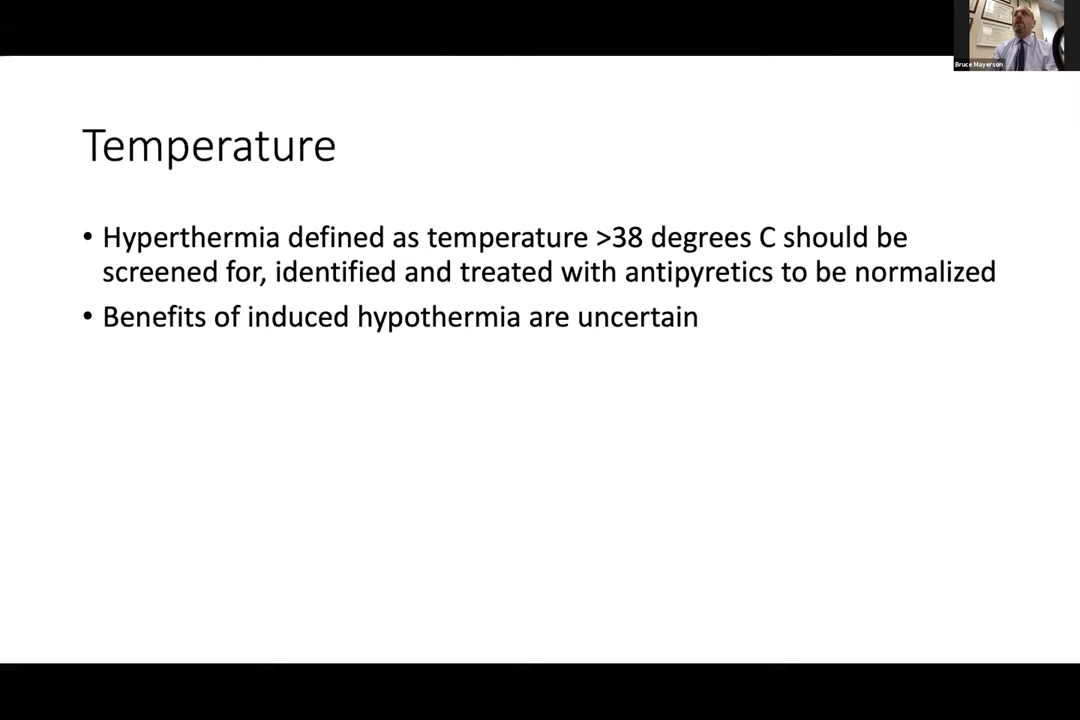 Bruce Mayerson
Temperature
• Hyperthermia defined as temperature >38 degrees C should be
screened for, identified and treated with antipyretics to be normalized
• Benefits of induced hypothermia are uncertain